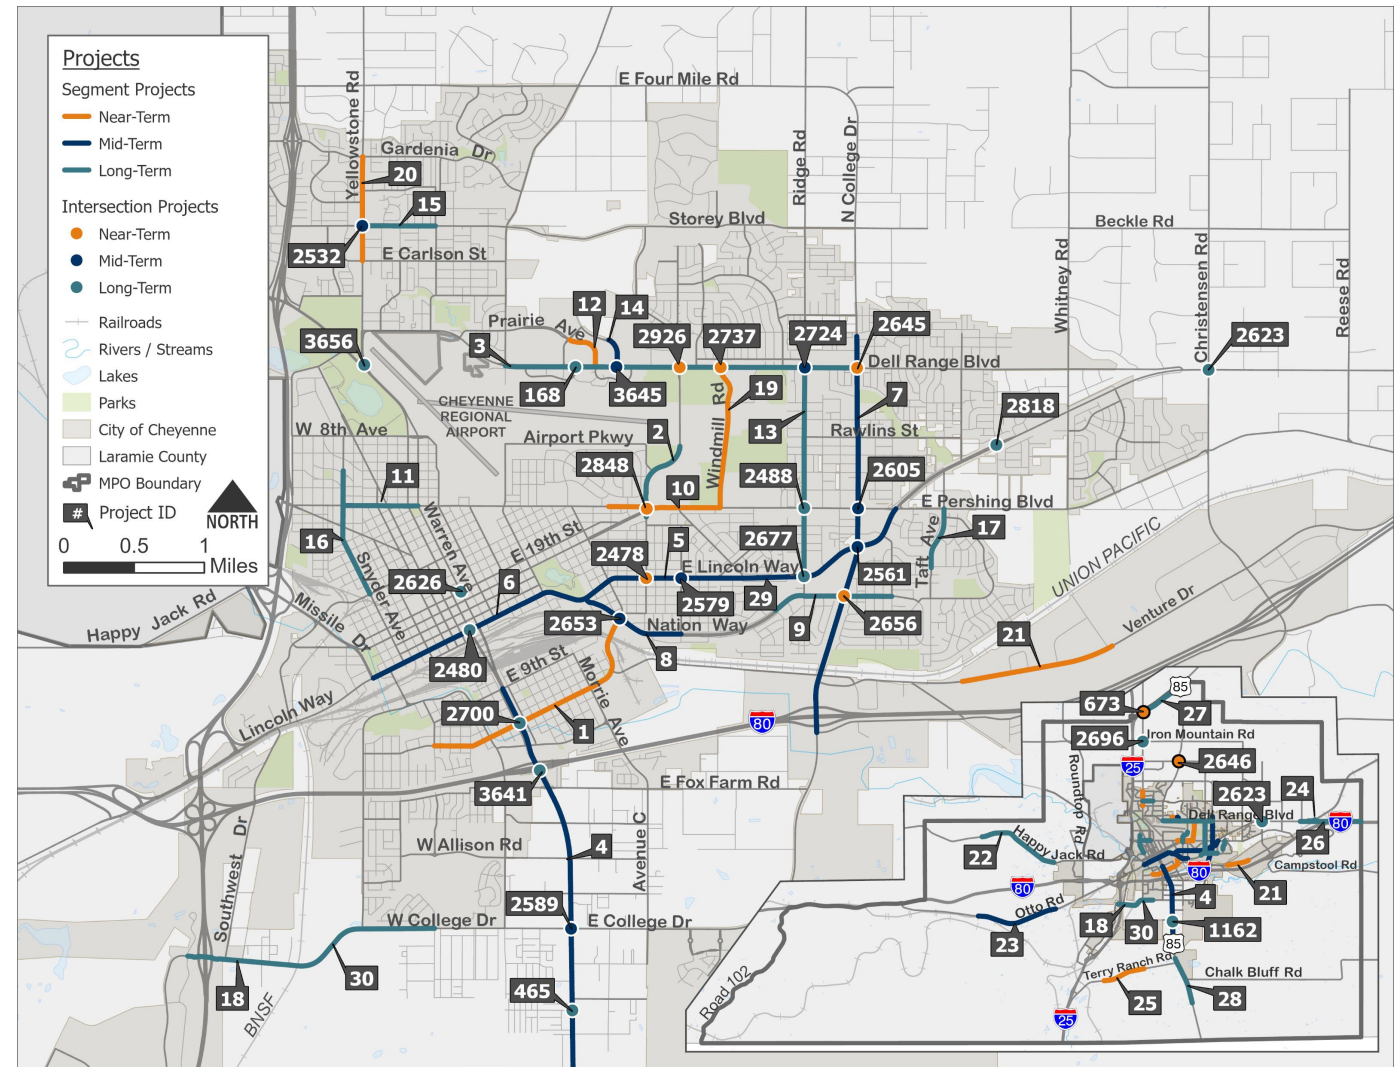 Projects
Segment Projects
Near-Term
Mid-Term
Long-Term
Intersection Projects
Near-Term
Mid-Term
Long-Term
Railroads
Rivers / Streams
Lakes
Parks
City of Cheyenne
Laramie County
MPO Boundary
# Project ID
NORTH
0 0.5 1 Miles
E Four Mile Rd
Yellowstone Rd
Gardenia Dr
20
15
2532
E Carlson St
Storey Blvd
Ridge Rd
N College Dr
Beckle Rd
Whitney Rd
Christensen Rd
Reese Rd
3656
Prairie Ave
12
14
3
2926
2737
2724
2645
2623
Dell Range Blvd
168
3645
19
7
CHEYENNE
REGIONAL
AIRPORT
Windmill Rd
13
2818
W 8th Ave
Airport Pkwy
2
Rawlins St
2848
10
2488
2605
E Pershing Blvd
11
16
Warren Ave
E 19th St
Snyder Ave
2478
5
2677
E Lincoln Way
Taft Ave
17
UNION PACIFIC
2626
6
2579
29
2561
Missile Dr
Happy Jack Rd
2653
Nation Way
9
2656
2480
E 9th St
8
Morrie Ave
21
Venture Dr
Lincoln Way
2700
1
80
3641
E Fox Farm Rd
W Allison Rd
4
Avenue C
Southwest Dr
2589
W College Dr
E College Dr
18
30
BNSF
465
673
85
27
2696
Iron Mountain Rd
25
2646
Roundtop Rd
2623
24
Dell Range Blvd
80
26
22
Happy Jack Rd
Campstool Rd
80
80
21
Otto Rd
4
23
18
30
1162
85
Terry Ranch Rd
Chalk Bluff Rd
25
28
Road 102
25